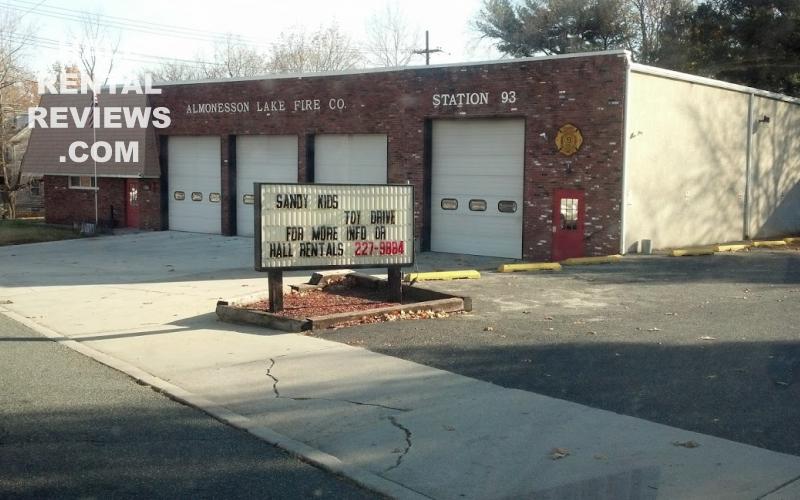 HALL
RENTAL
REVIEWS
.COM
ALMONESSON LAKE FIRE CO.
STATION 93
SANDY KIDS
TOY DRIVE
FOR MORE INFO OR
HALL RENTALS 227-9884